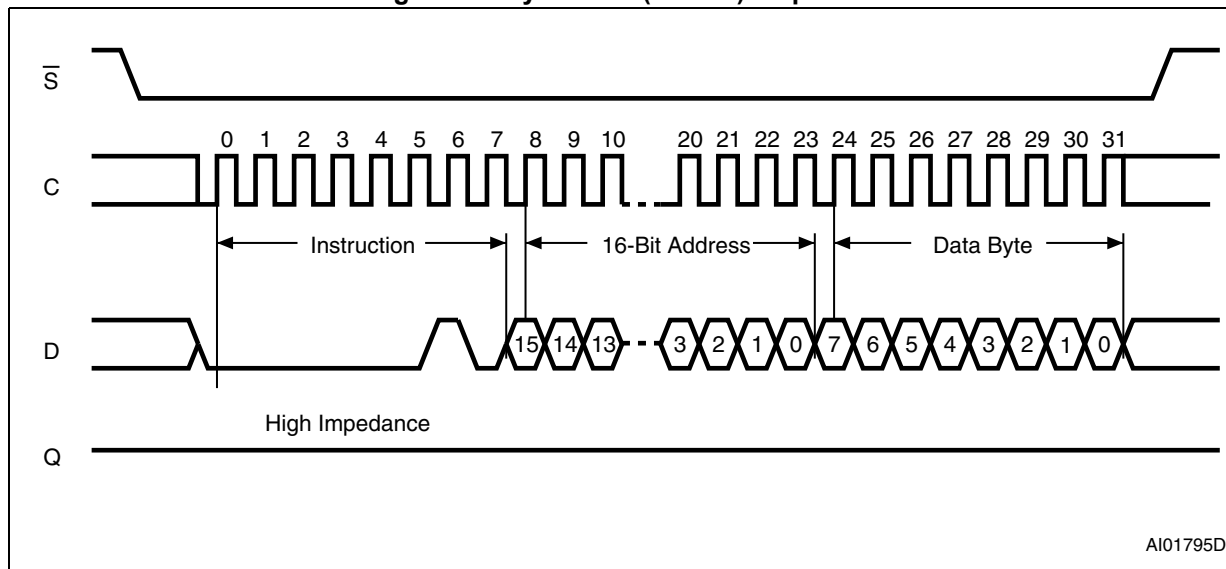 S
0 1 2 3 4 5 6 7 8 9 10 20 21 22 23 24 25 26 27 28 29 30 31
C
Instruction 16-Bit Address Data Byte
D 15 14 13 3 2 1 0 7 6 5 4 3 2 1 0
High Impedance
Q
AI01795D